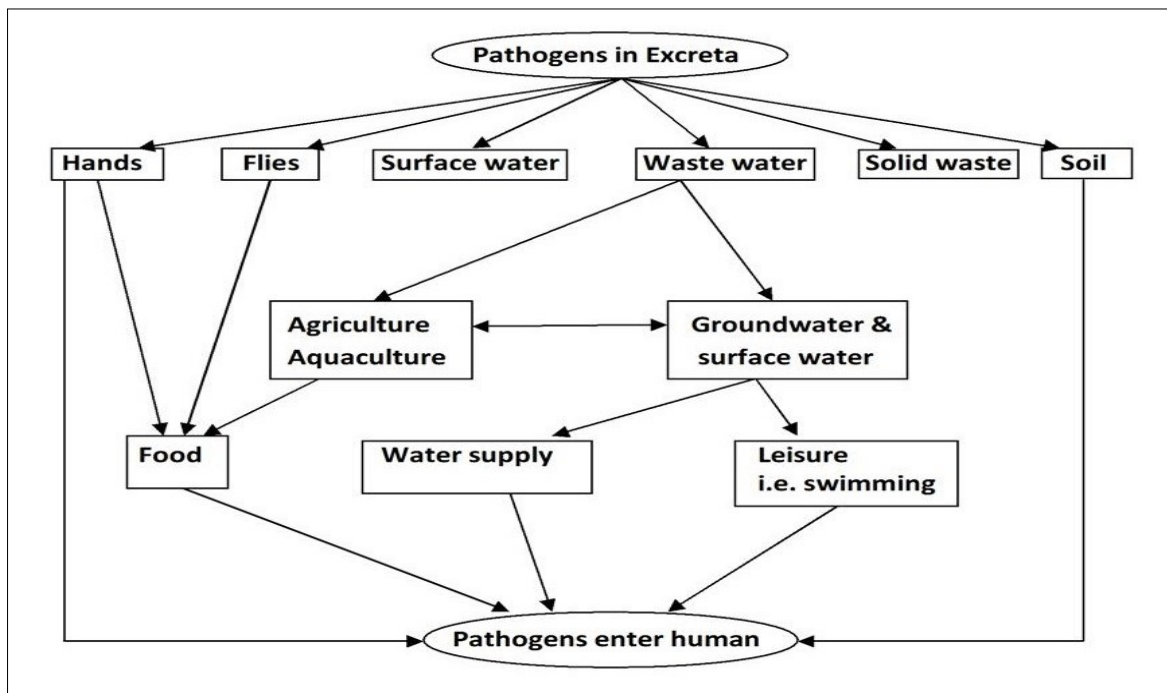 Pathogens in Excreta
Hands
Flies
Surface water
Waste water
Solid waste
Soil
Agriculture
Aquaculture
Groundwater &
surface water
Food
Water supply
Leisure
i.e. swimming
Pathogens enter human